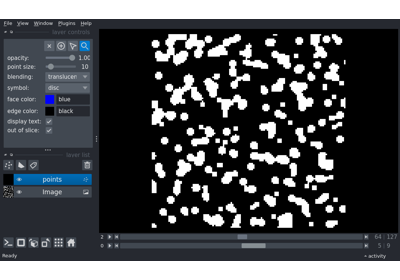 File View Window Plugins Help
layer controls
opacity: 1.00
point size: 10
blending: translucen
symbol: disc
face color: blue
edge color: black
display text:
out of slice:
layer list
points
Image
2 64 127
0 5 9
Ready activity